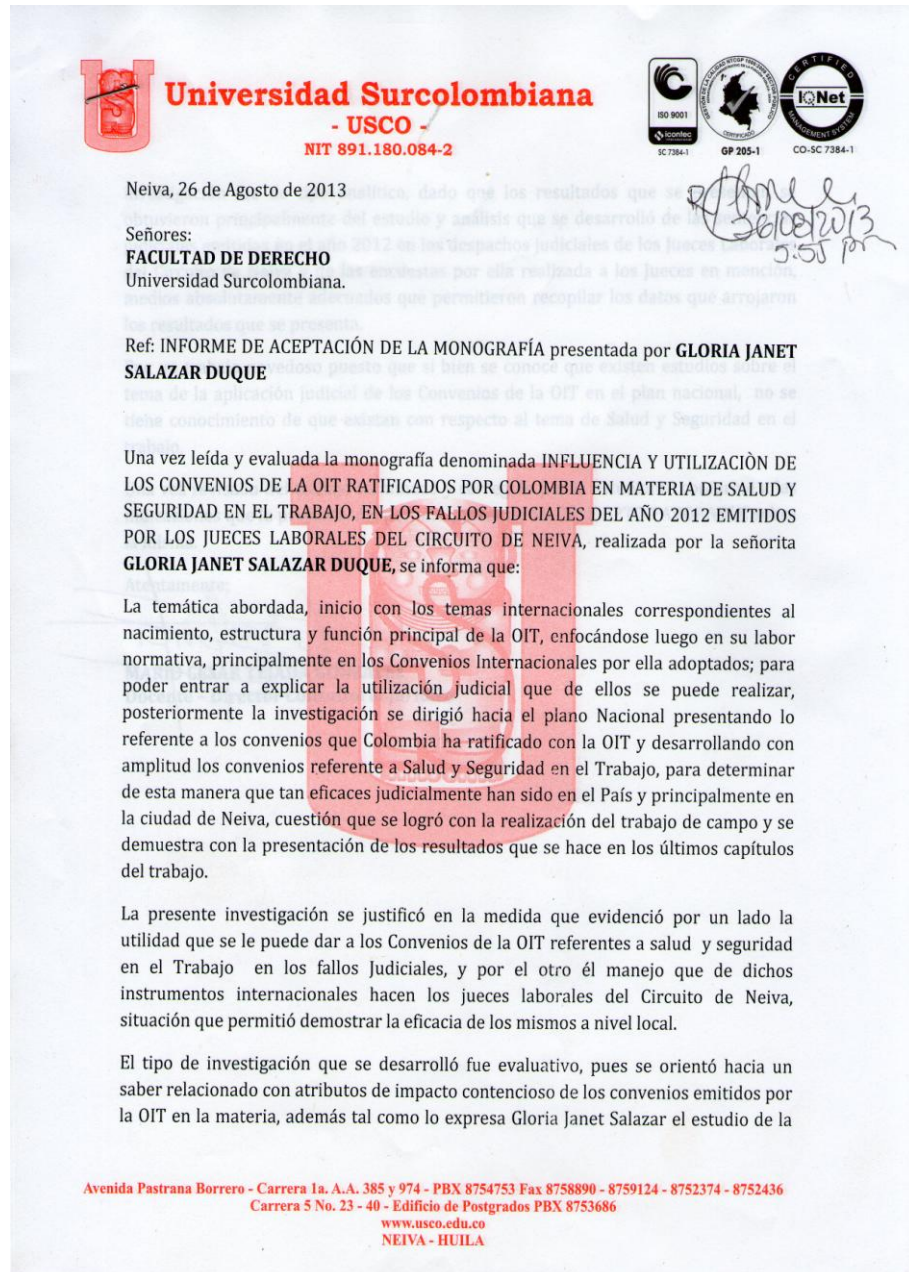 Universidad Surcolombiana
- USCO -
NIT 891.180.084-2
ISO 9001
icontec
SC 7384-1
GP 205-1
CERTIFIED
IQNet
MANAGEMENT SYSTEM
CO-SC 7384-1
26/08/2013
5:55 pm
Neiva, 26 de Agosto de 2013
Señores:
FACULTAD DE DERECHO
Universidad Surcolombiana.
Ref: INFORME DE ACEPTACIÓN DE LA MONOGRAFÍA presentada por GLORIA JANET
SALAZAR DUQUE
Una vez leída y evaluada la monografía denominada INFLUENCIA Y UTILIZACIÒN DE
LOS CONVENIOS DE LA OIT RATIFICADOS POR COLOMBIA EN MATERIA DE SALUD Y
SEGURIDAD EN EL TRABAJO, EN LOS FALLOS JUDICIALES DEL AÑO 2012 EMITIDOS
POR LOS JUECES LABORALES DEL CIRCUITO DE NEIVA, realizada por la señorita
GLORIA JANET SALAZAR DUQUE, se informa que:
La temática abordada, inicio con los temas internacionales correspondientes al
nacimiento, estructura y función principal de la OIT, enfocándose luego en su labor
normativa, principalmente en los Convenios Internacionales por ella adoptados; para
poder entrar a explicar la utilización judicial que de ellos se puede realizar,
posteriormente la investigación se dirigió hacia el plano Nacional presentando lo
referente a los convenios que Colombia ha ratificado con la OIT y desarrollando con
amplitud los convenios referente a Salud y Seguridad en el Trabajo, para determinar
de esta manera que tan eficaces judicialmente han sido en el País y principalmente en
la ciudad de Neiva, cuestión que se logró con la realización del trabajo de campo y se
demuestra con la presentación de los resultados que se hace en los últimos capítulos
del trabajo.
La presente investigación se justificó en la medida que evidenció por un lado la
utilidad que se le puede dar a los Convenios de la OIT referentes a salud y seguridad
en el Trabajo en los fallos Judiciales, y por el otro él manejo que de dichos
instrumentos internacionales hacen los jueces laborales del Circuito de Neiva,
situación que permitió demostrar la eficacia de los mismos a nivel local.
El tipo de investigación que se desarrolló fue evaluativo, pues se orientó hacia un
saber relacionado con atributos de impacto contencioso de los convenios emitidos por
la OIT en la materia, además tal como lo expresa Gloria Janet Salazar el estudio de la
Avenida Pastrana Borrero - Carrera 1a. A.A. 385 y 974 - PBX 8754753 Fax 8758890 - 8759124 - 8752374 - 8752436
Carrera 5 No. 23 - 40 - Edificio de Postgrados PBX 8753686
www.usco.edu.co
NEIVA - HUILA